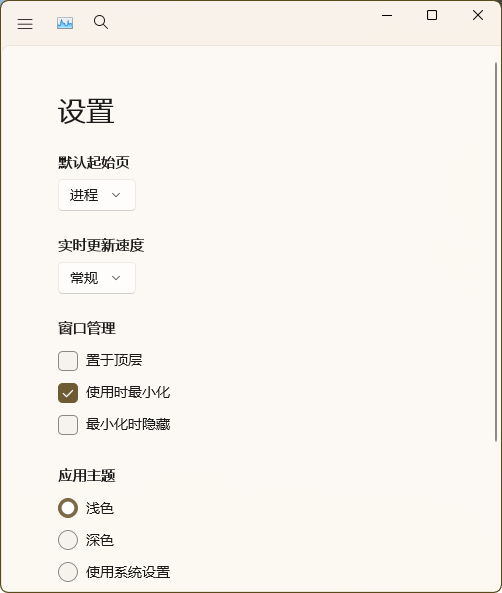 设置
默认起始页
进程
实时更新速度
常规
窗口管理
置于顶层
使用时最小化
最小化时隐藏
应用主题
浅色
深色
使用系统设置